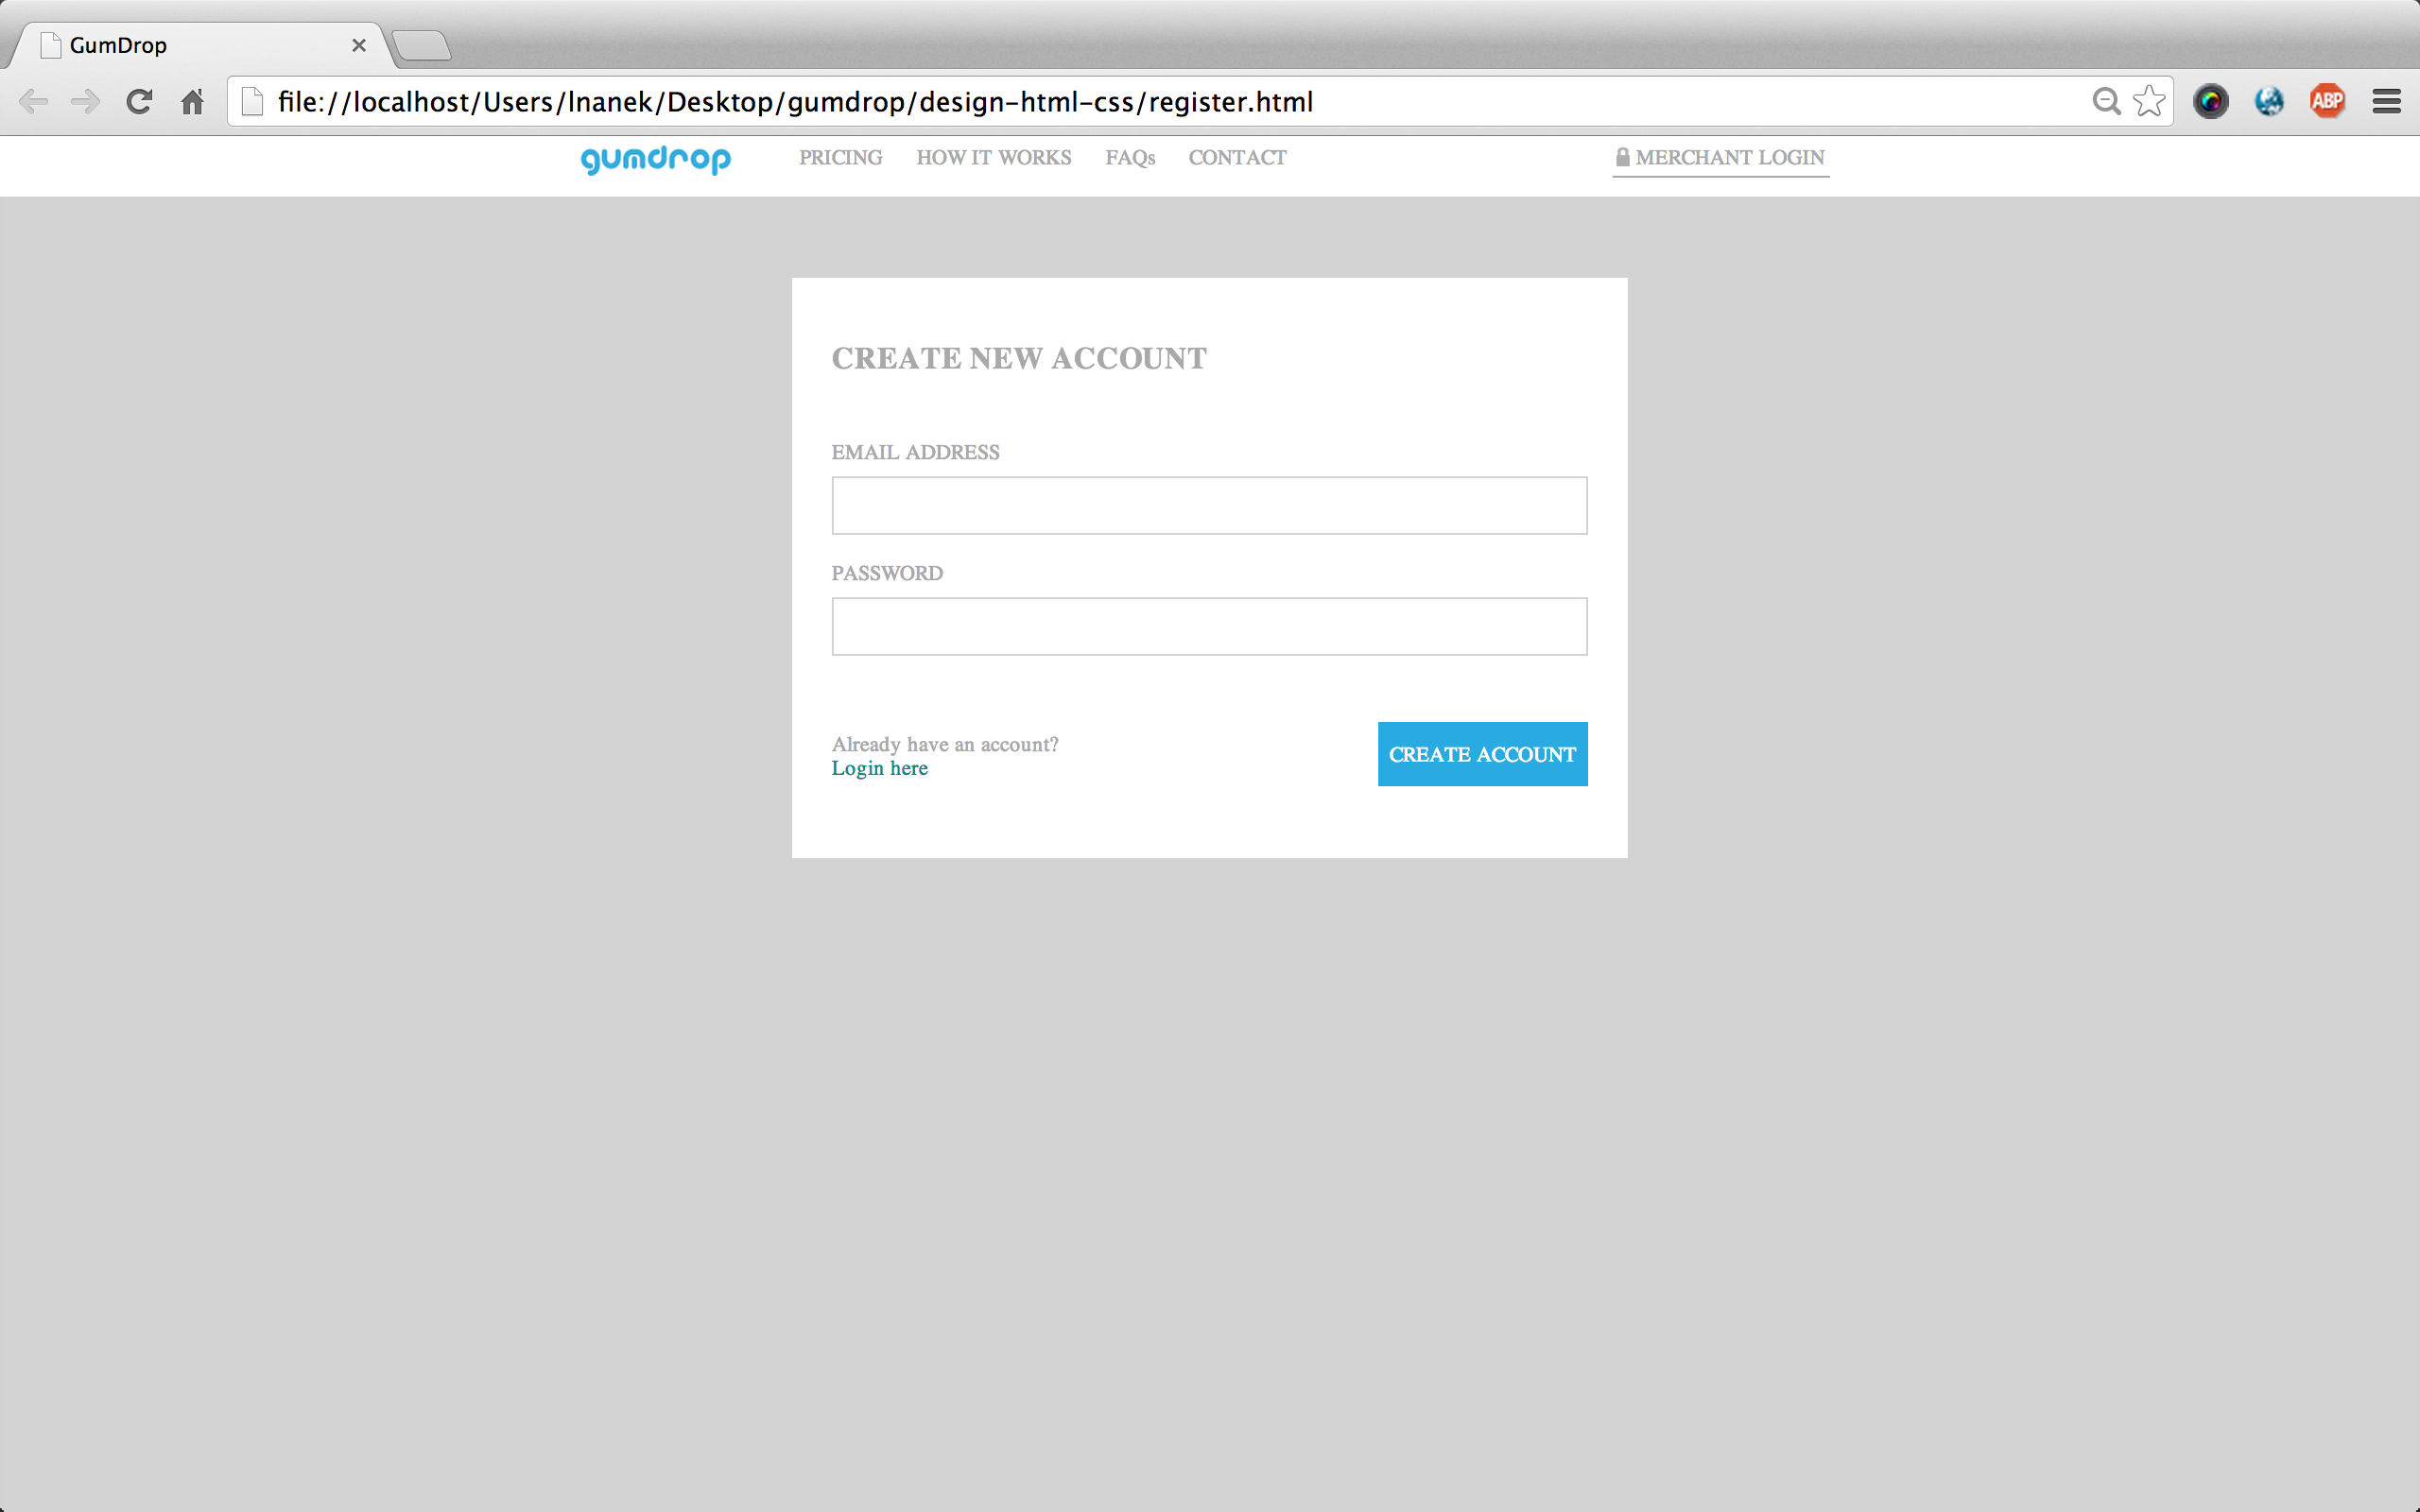 GumDrop
file://localhost/Users/lnanek/Desktop/gumdrop/design-html-css/register.html
ABP
gumdrop PRICING HOW IT WORKS FAQs CONTACT MERCHANT LOGIN
CREATE NEW ACCOUNT
EMAIL ADDRESS
PASSWORD
Already have an account?
Login here
CREATE ACCOUNT